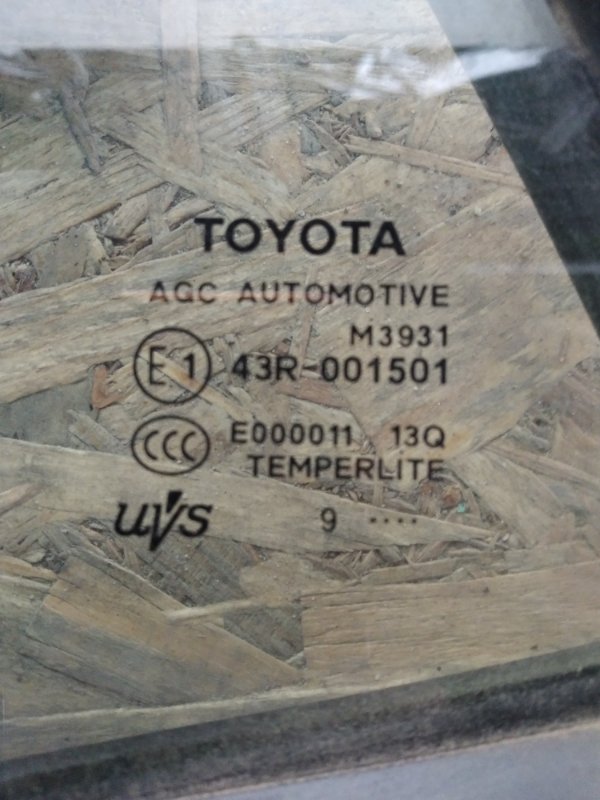 TOYOTA
AGC AUTOMOTIVE
M3931
E1 43R-001501
CCC E000011 13Q
TEMPERLITE
uvs 9 ····